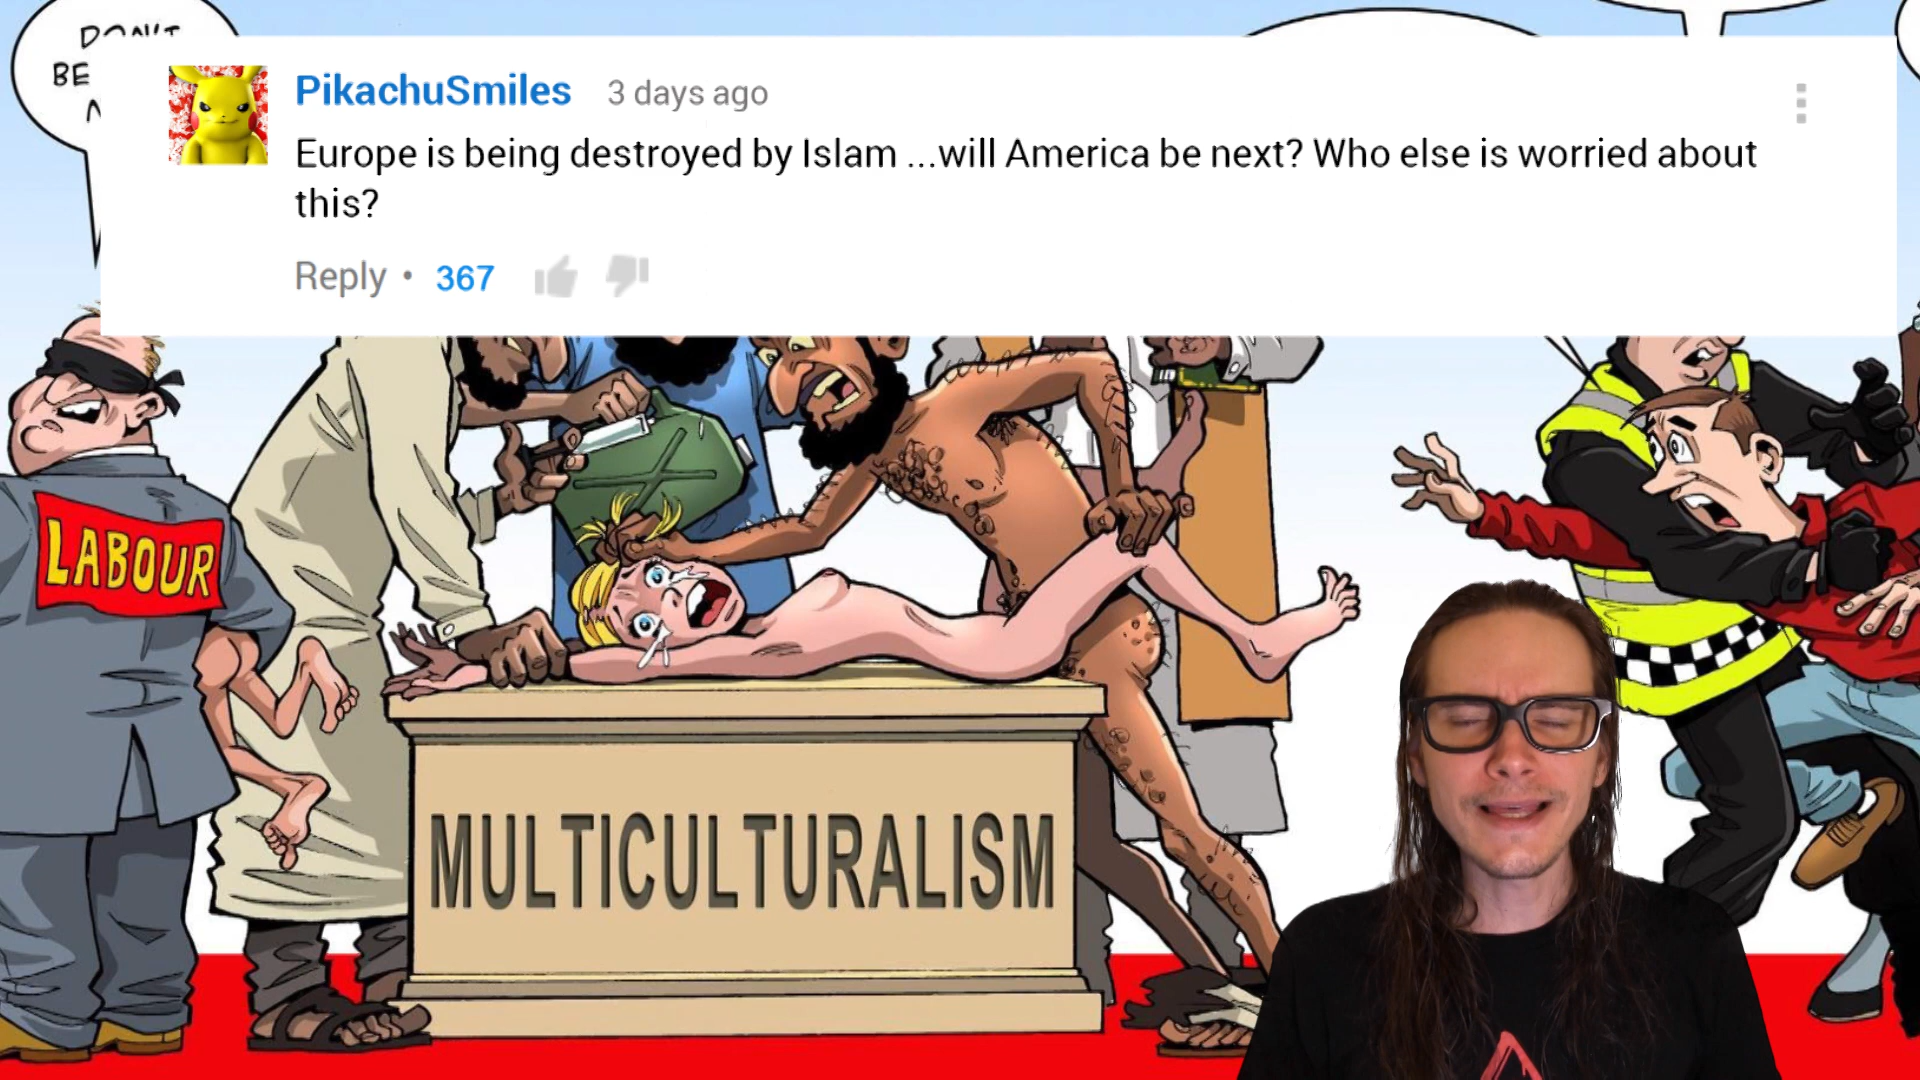 BE
PikachuSmiles 3 days ago
Europe is being destroyed by Islam ...will America be next? Who else is worried about
this?
Reply • 367
LABOUR
MULTICULTURALISM